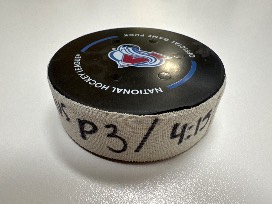 OFFICIAL GAME PUCK
NATIONAL HOCKEY LEAGUE
P3/ 4:15